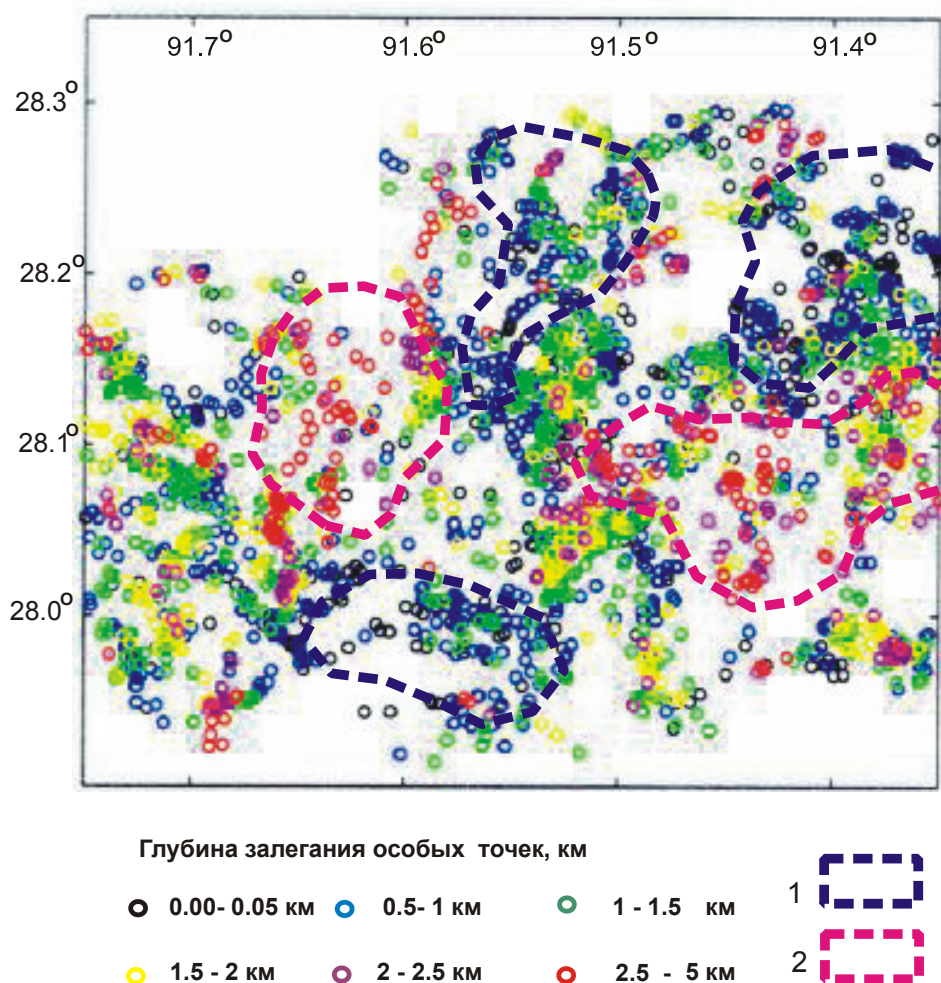 91.7° 91.6° 91.5° 91.4°
28.3°
28.2°
28.1°
28.0°
Глубина залегания особых точек, км
0.00- 0.05 км 0.5- 1 км 1 - 1.5 км 1
1.5 - 2 км 2 - 2.5 км 2.5 - 5 км 2